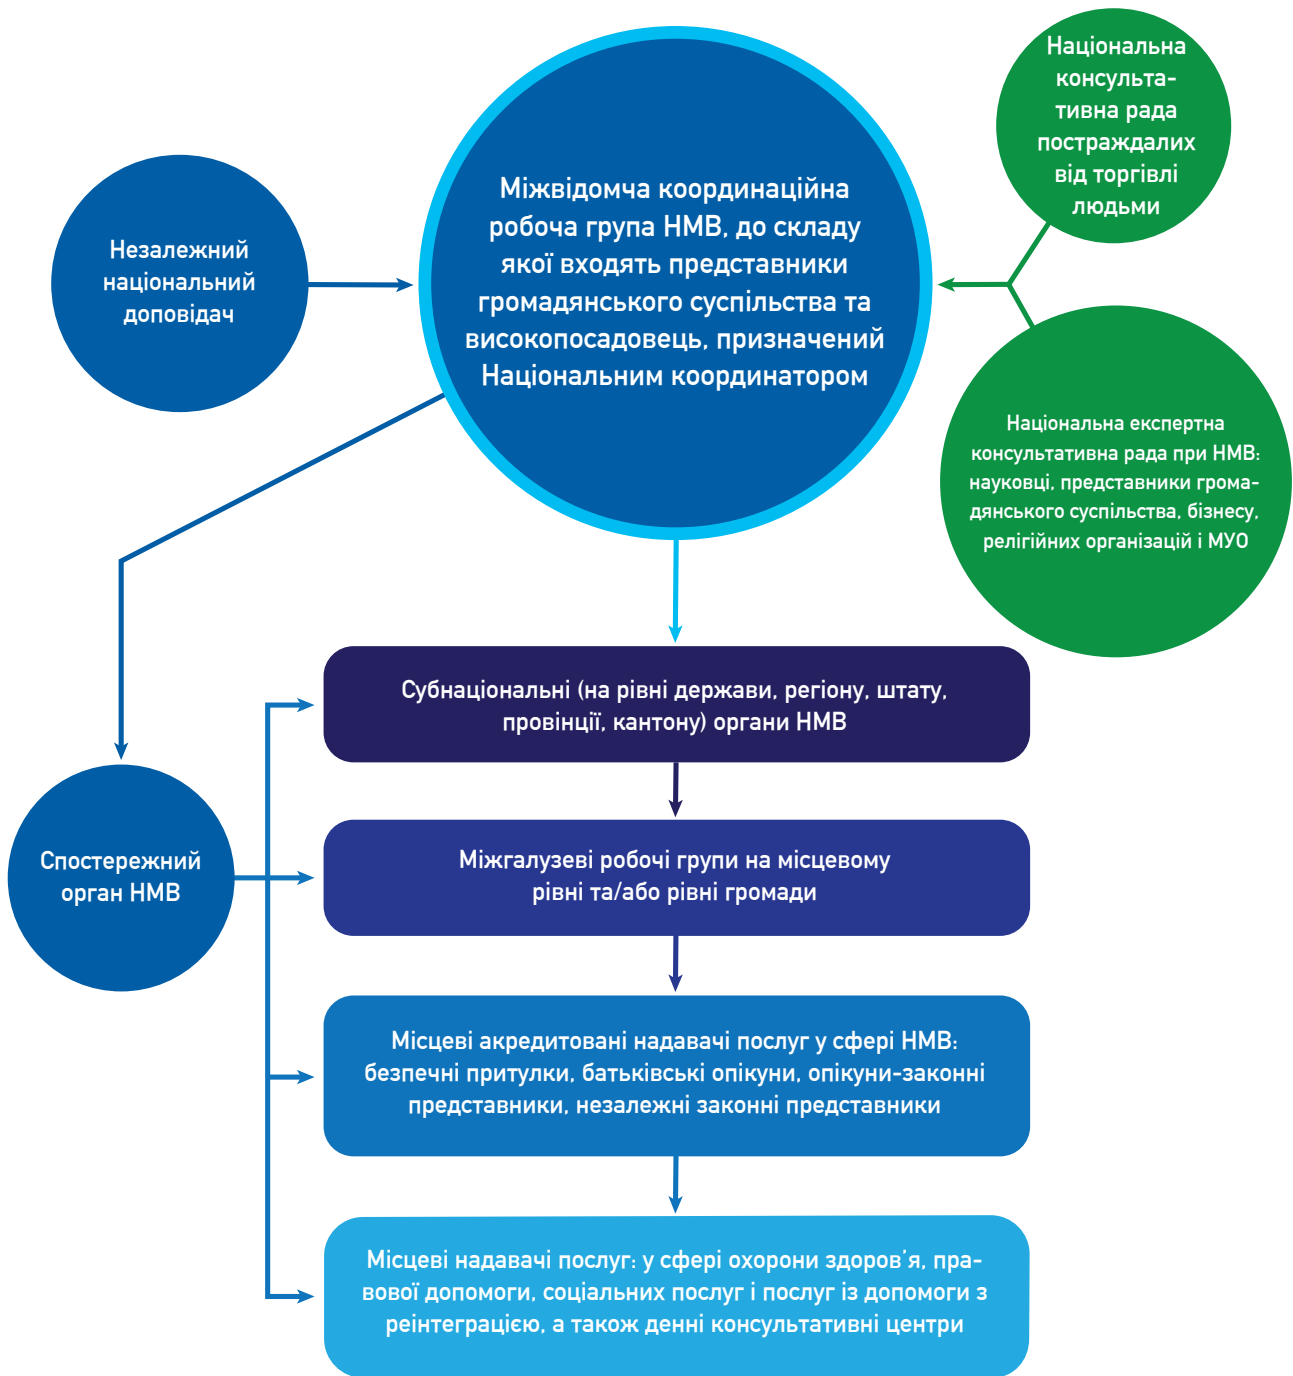 Національна
консульта-
тивна рада
постраждалих
від торгівлі
людьми
Міжвідомча координаційна
робоча група НМВ, до складу
якої входять представники
громадянського суспільства та
високопосадовець, призначений
Національним координатором
Незалежний
національний
доповідач
Національна експертна
консультативна рада при НМВ:
науковці, представники грома-
дянського суспільства, бізнесу,
релігійних організацій і МУО
Субнаціональні (на рівні держави, регіону, штату,
провінції, кантону) органи НМВ
Спостережний
орган НМВ
Міжгалузеві робочі групи на місцевому
рівні та/або рівні громади
Місцеві акредитовані надавачі послуг у сфері НМВ:
безпечні притулки, батьківські опікуни, опікуни-законні
представники, незалежні законні представники
Місцеві надавачі послуг: у сфері охорони здоров’я, пра-
вової допомоги, соціальних послуг і послуг із допомоги з
реінтеграцією, а також денні консультативні центри